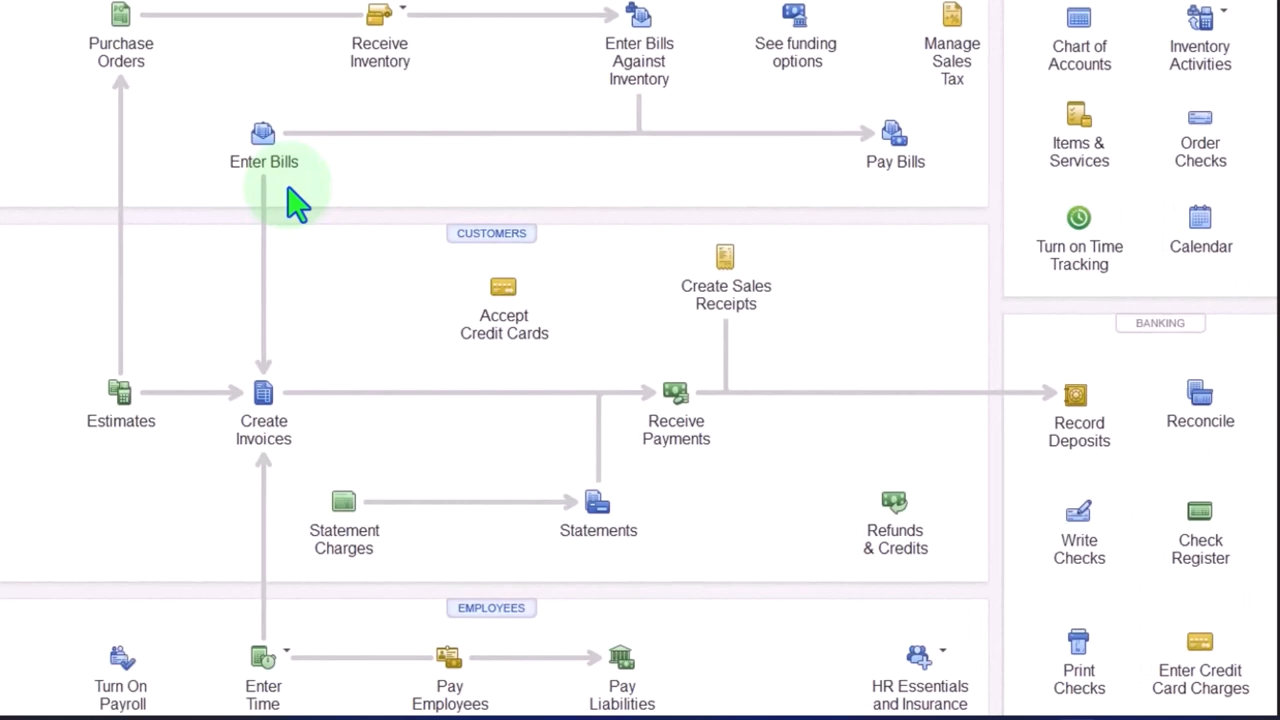 Purchase
Orders
Receive
Inventory
Enter Bills
Against
Inventory
See funding
options
Manage
Sales
Tax
Enter Bills
Pay Bills
CUSTOMERS
Accept
Credit Cards
Create Sales
Receipts
Estimates
Create
Invoices
Receive
Payments
Statement
Charges
Statements
Refunds
& Credits
EMPLOYEES
Turn On
Payroll
Enter
Time
Pay
Employees
Pay
Liabilities
HR Essentials
and Insurance
Chart of
Accounts
Inventory
Activities
Items &
Services
Order
Checks
Turn on Time
Tracking
Calendar
BANKING
Record
Deposits
Reconcile
Write
Checks
Check
Register
Print
Checks
Enter Credit
Card Charges